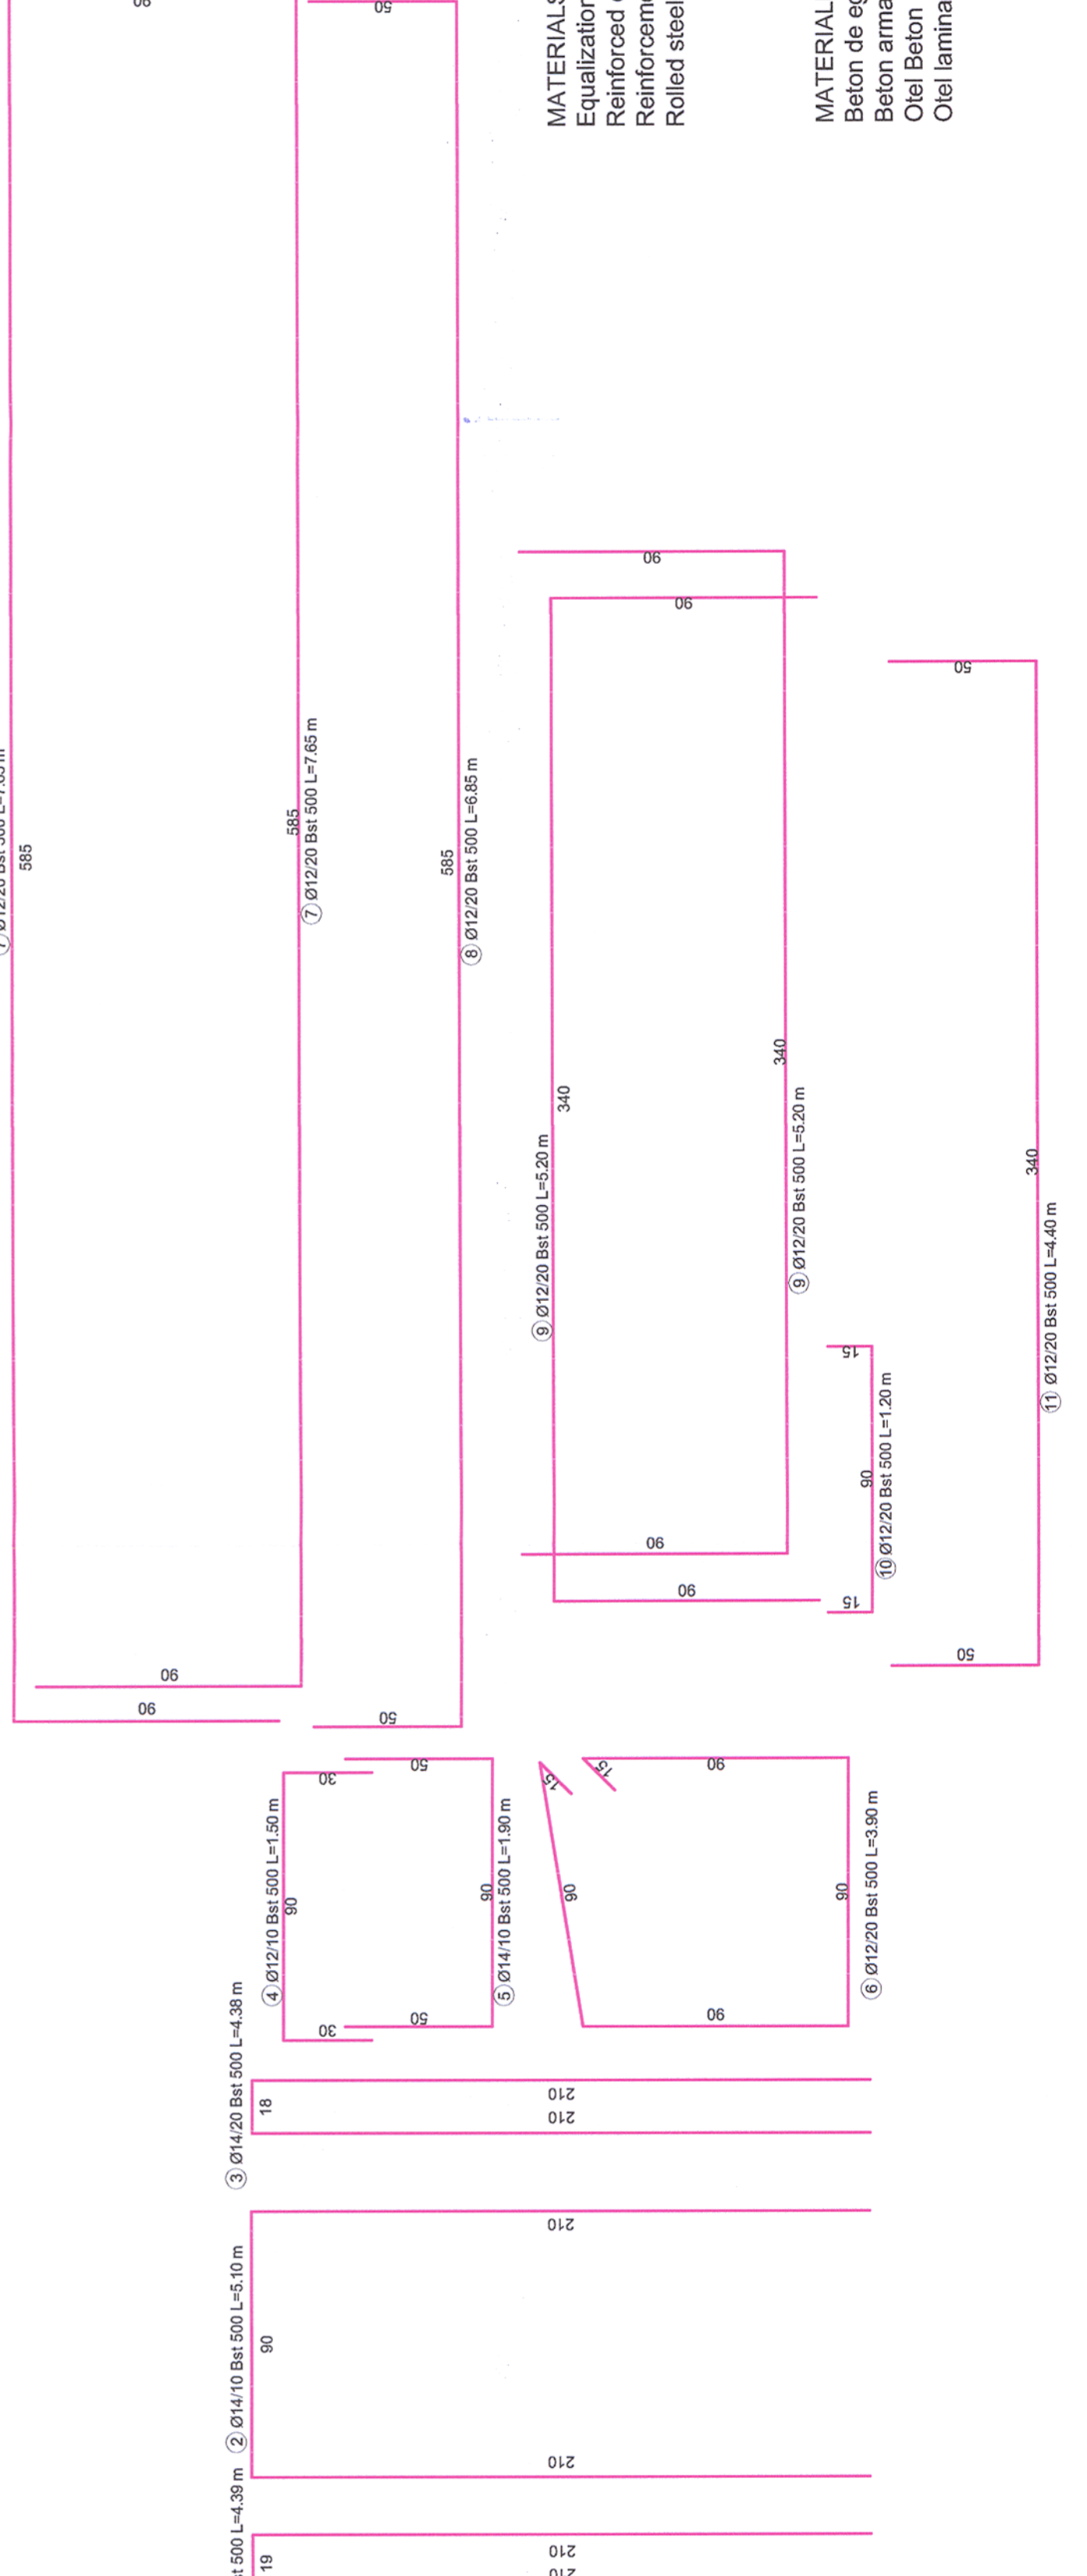 st 500 L=4.39 m
19
210
210
② Ø14/10 Bst 500 L=5.10 m
90
210
210
③ Ø14/20 Bst 500 L=4.38 m
18
210
210
④ Ø12/10 Bst 500 L=1.50 m
90
30
30
⑤ Ø14/10 Bst 500 L=1.90 m
90
50
50
⑥ Ø12/20 Bst 500 L=3.90 m
90
90
90
90
15
15
585
90
90
90
⑦ Ø12/20 Bst 500 L=7.65 m
585
⑧ Ø12/20 Bst 500 L=6.85 m
585
50
50
⑨ Ø12/20 Bst 500 L=5.20 m
340
90
90
⑨ Ø12/20 Bst 500 L=5.20 m
340
90
90
⑩ Ø12/20 Bst 500 L=1.20 m
90
15
15
⑪ Ø12/20 Bst 500 L=4.40 m
340
50
50
MATERIALS
Equalization
Reinforced
Reinforceme
Rolled steel
MATERIAL
Beton de eg
Beton arma
Otel Beton
Otel lamina